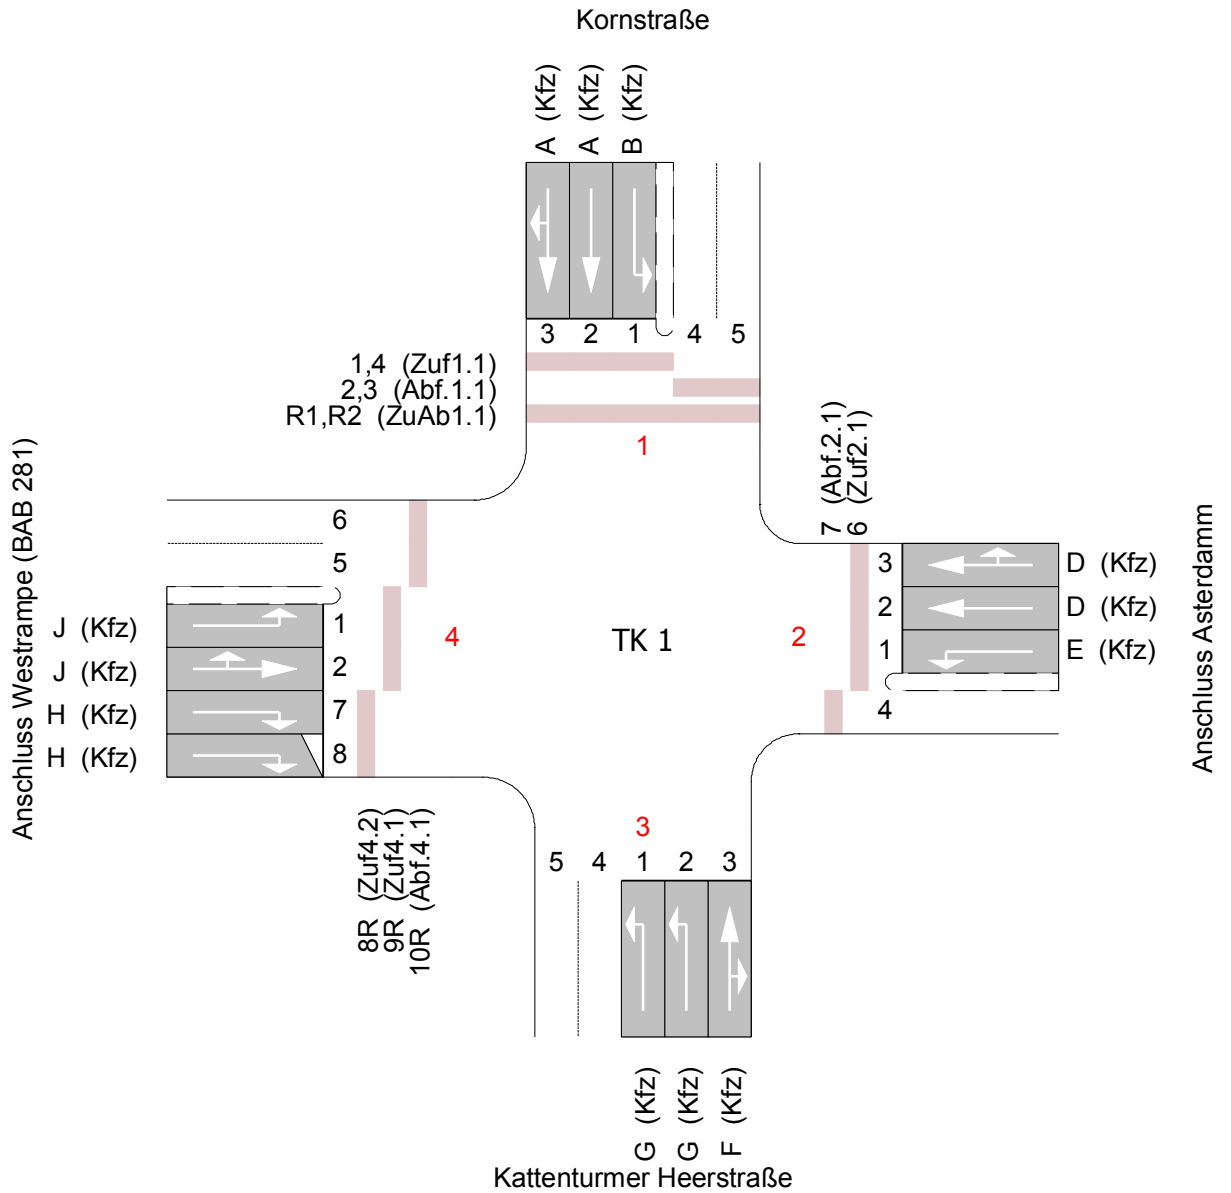 Kornstraße
A (Kfz)
A (Kfz)
B (Kfz)
3 2 1 4 5
1,4 (Zuf1.1)
2,3 (Abf.1.1)
R1,R2 (ZuAb1.1)
1
7 (Abf.2.1)
6 (Zuf2.1)
Anschluss Westrampe (BAB 281)
6
5
1
2
7
8
J (Kfz)
J (Kfz)
H (Kfz)
H (Kfz)
4
TK 1
2
3
2
1
4
D (Kfz)
D (Kfz)
E (Kfz)
Anschluss Asterdamm
8R (Zuf4.2)
9R (Zuf4.1)
10R (Abf.4.1)
3
5 4 1 2 3
G (Kfz)
G (Kfz)
F (Kfz)
Kattenturmer Heerstraße